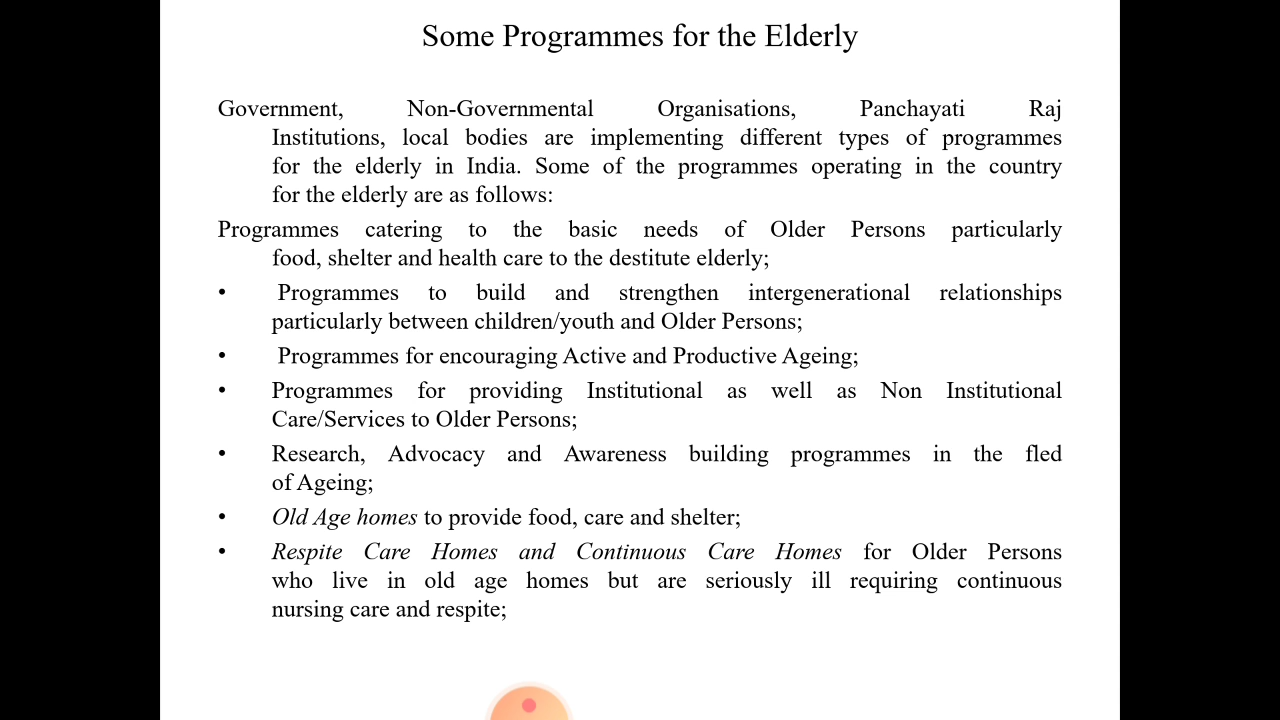 Some Programmes for the Elderly
Government, Non-Governmental Organisations, Panchayati Raj
Institutions, local bodies are implementing different types of programmes
for the elderly in India. Some of the programmes operating in the country
for the elderly are as follows:
Programmes catering to the basic needs of Older Persons particularly
food, shelter and health care to the destitute elderly;
• Programmes to build and strengthen intergenerational relationships
particularly between children/youth and Older Persons;
• Programmes for encouraging Active and Productive Ageing;
• Programmes for providing Institutional as well as Non Institutional
Care/Services to Older Persons;
• Research, Advocacy and Awareness building programmes in the fled
of Ageing;
• Old Age homes to provide food, care and shelter;
• Respite Care Homes and Continuous Care Homes for Older Persons
who live in old age homes but are seriously ill requiring continuous
nursing care and respite;